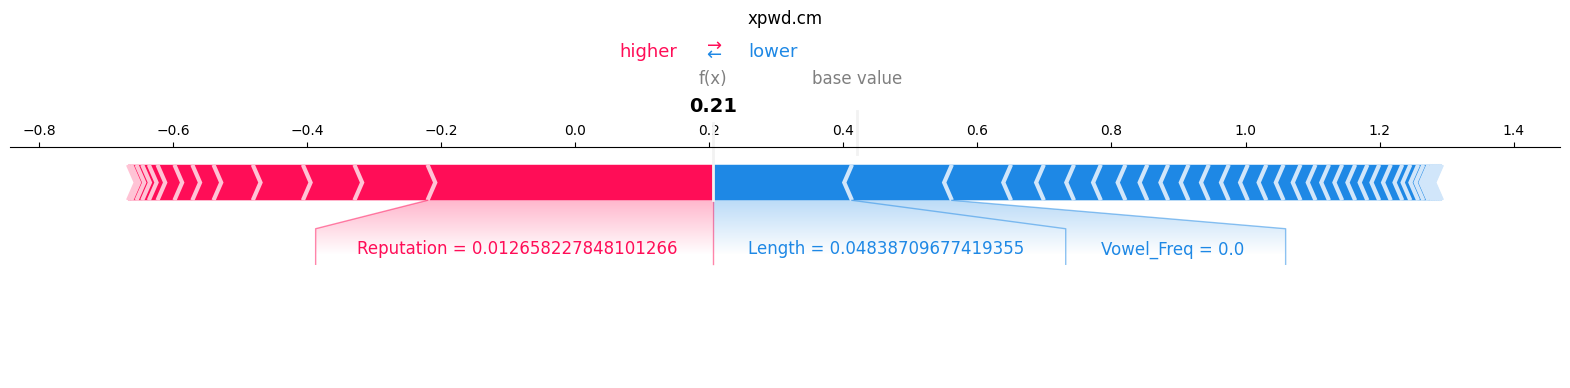 xpwd.cm
higher ⇄ lower
f(x) base value
0.21
−0.8 −0.6 −0.4 −0.2 0.0 0.2 0.4 0.6 0.8 1.0 1.2 1.4
Reputation = 0.012658227848101266 Length = 0.04838709677419355 Vowel_Freq = 0.0